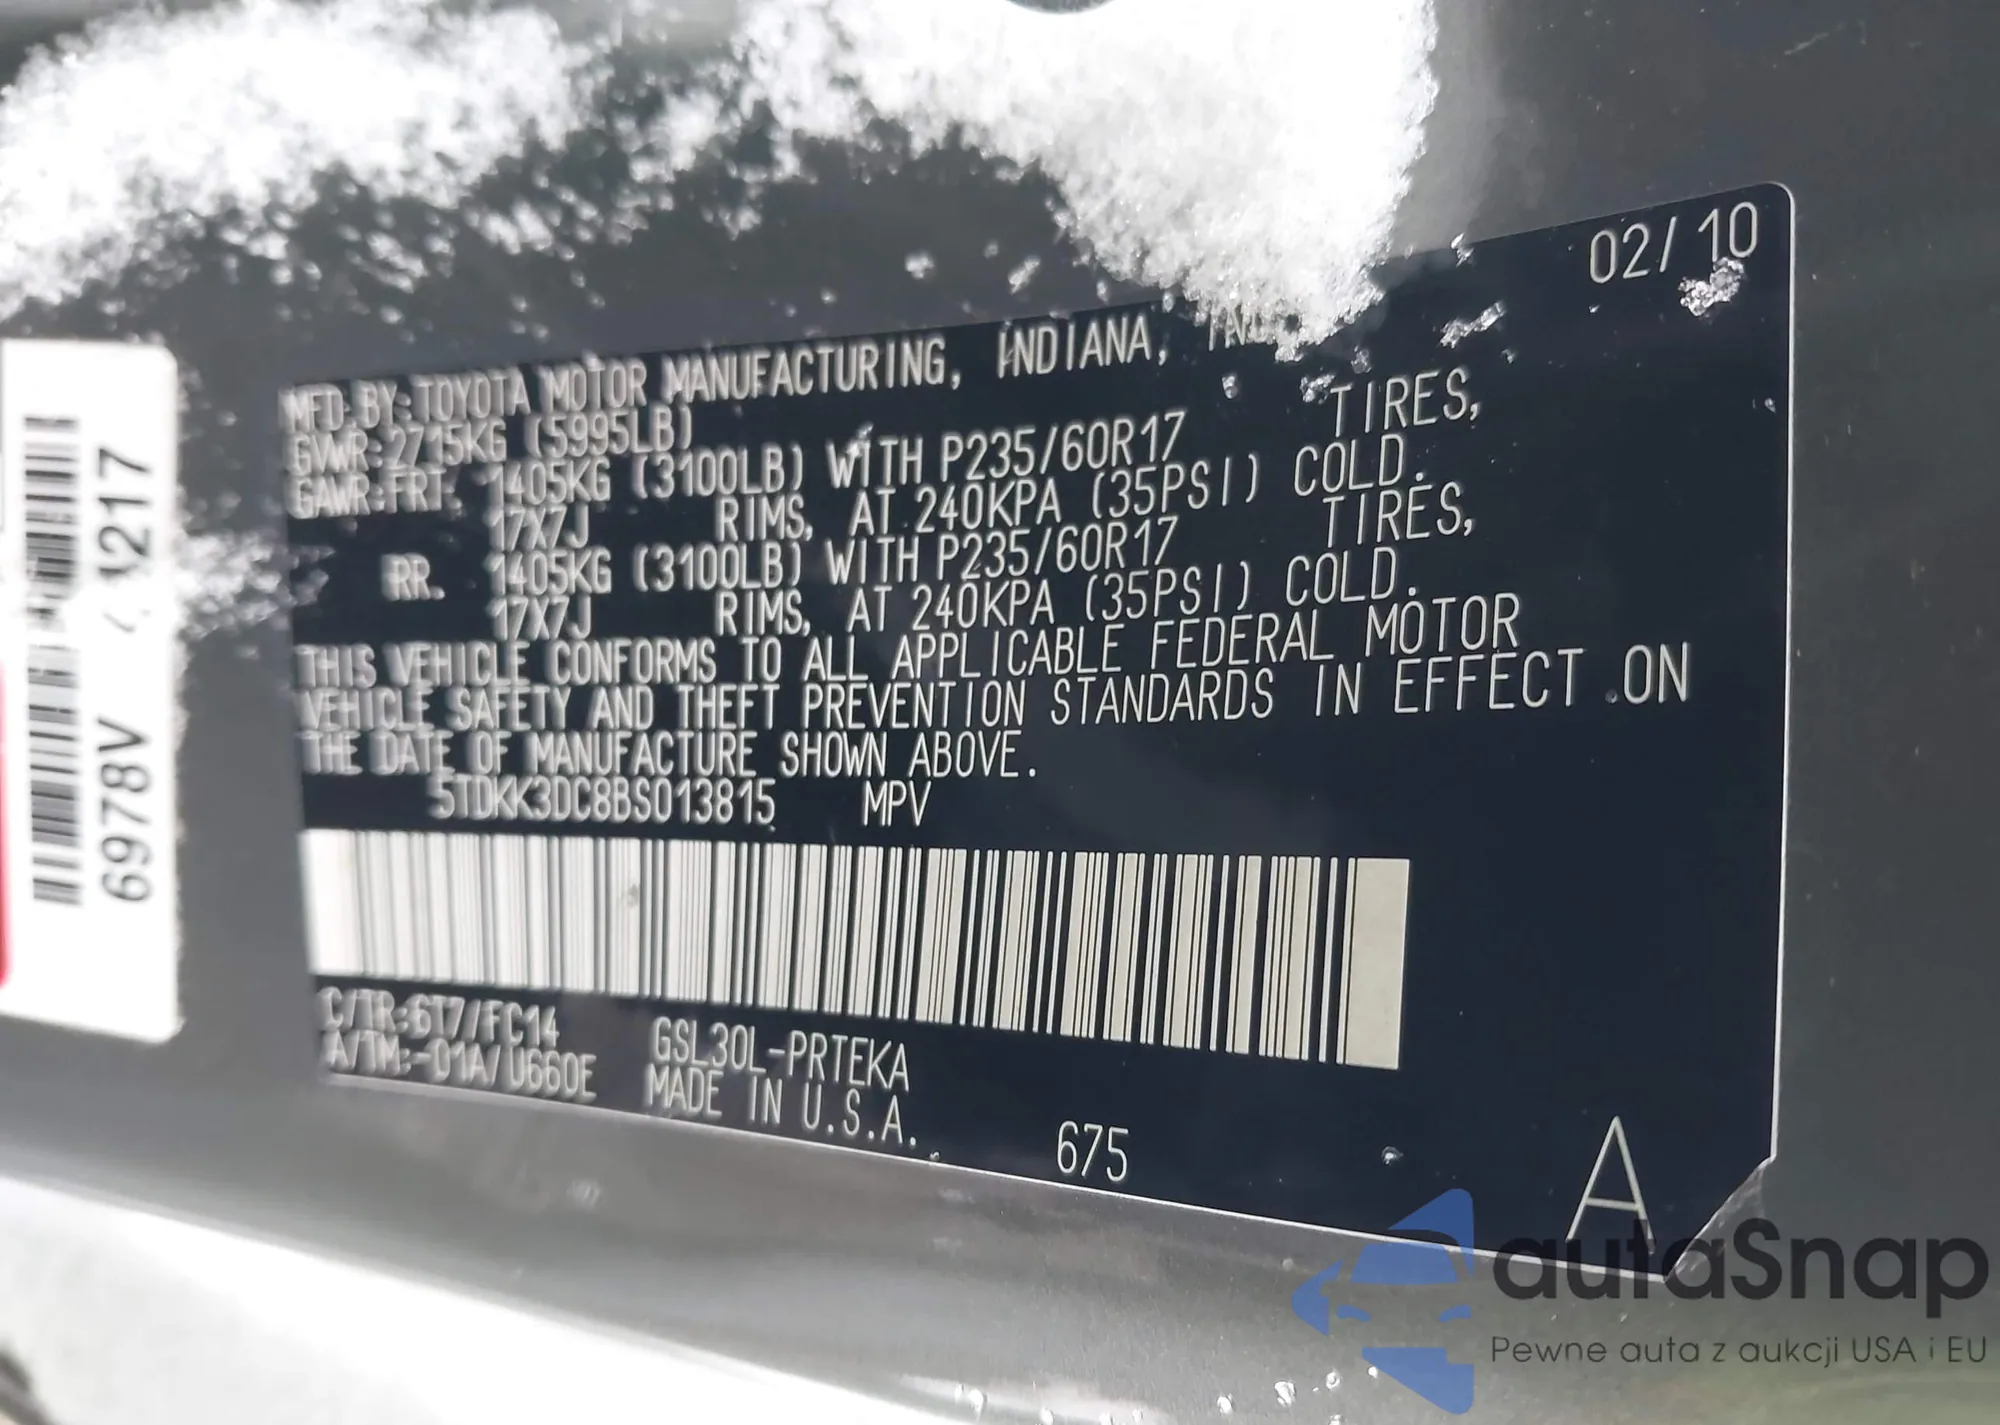 02/10
MFD.BY:TOYOTA MOTOR MANUFACTURING, INDIANA,
GVWR:2715KG (5995LB)
GAWR:FRT. 1405KG (3100LB) WITH P235/60R17 TIRES,
17X7J RIMS, AT 240KPA (35PSI) COLD.
RR. 1405KG (3100LB) WITH P235/60R17 TIRES,
17X7J RIMS, AT 240KPA (35PSI) COLD.
THIS VEHICLE CONFORMS TO ALL APPLICABLE FEDERAL MOTOR
VEHICLE SAFETY AND THEFT PREVENTION STANDARDS IN EFFECT ON
THE DATE OF MANUFACTURE SHOWN ABOVE.
5TDKK3DC8BS013815 MPV
C/TR:6T7/FC14 GSL30L-PRTEKA
A/TM:-01A/U660E MADE IN U.S.A.
675
A
6978V
autaSnap
Pewne auta z aukcji USA i EU